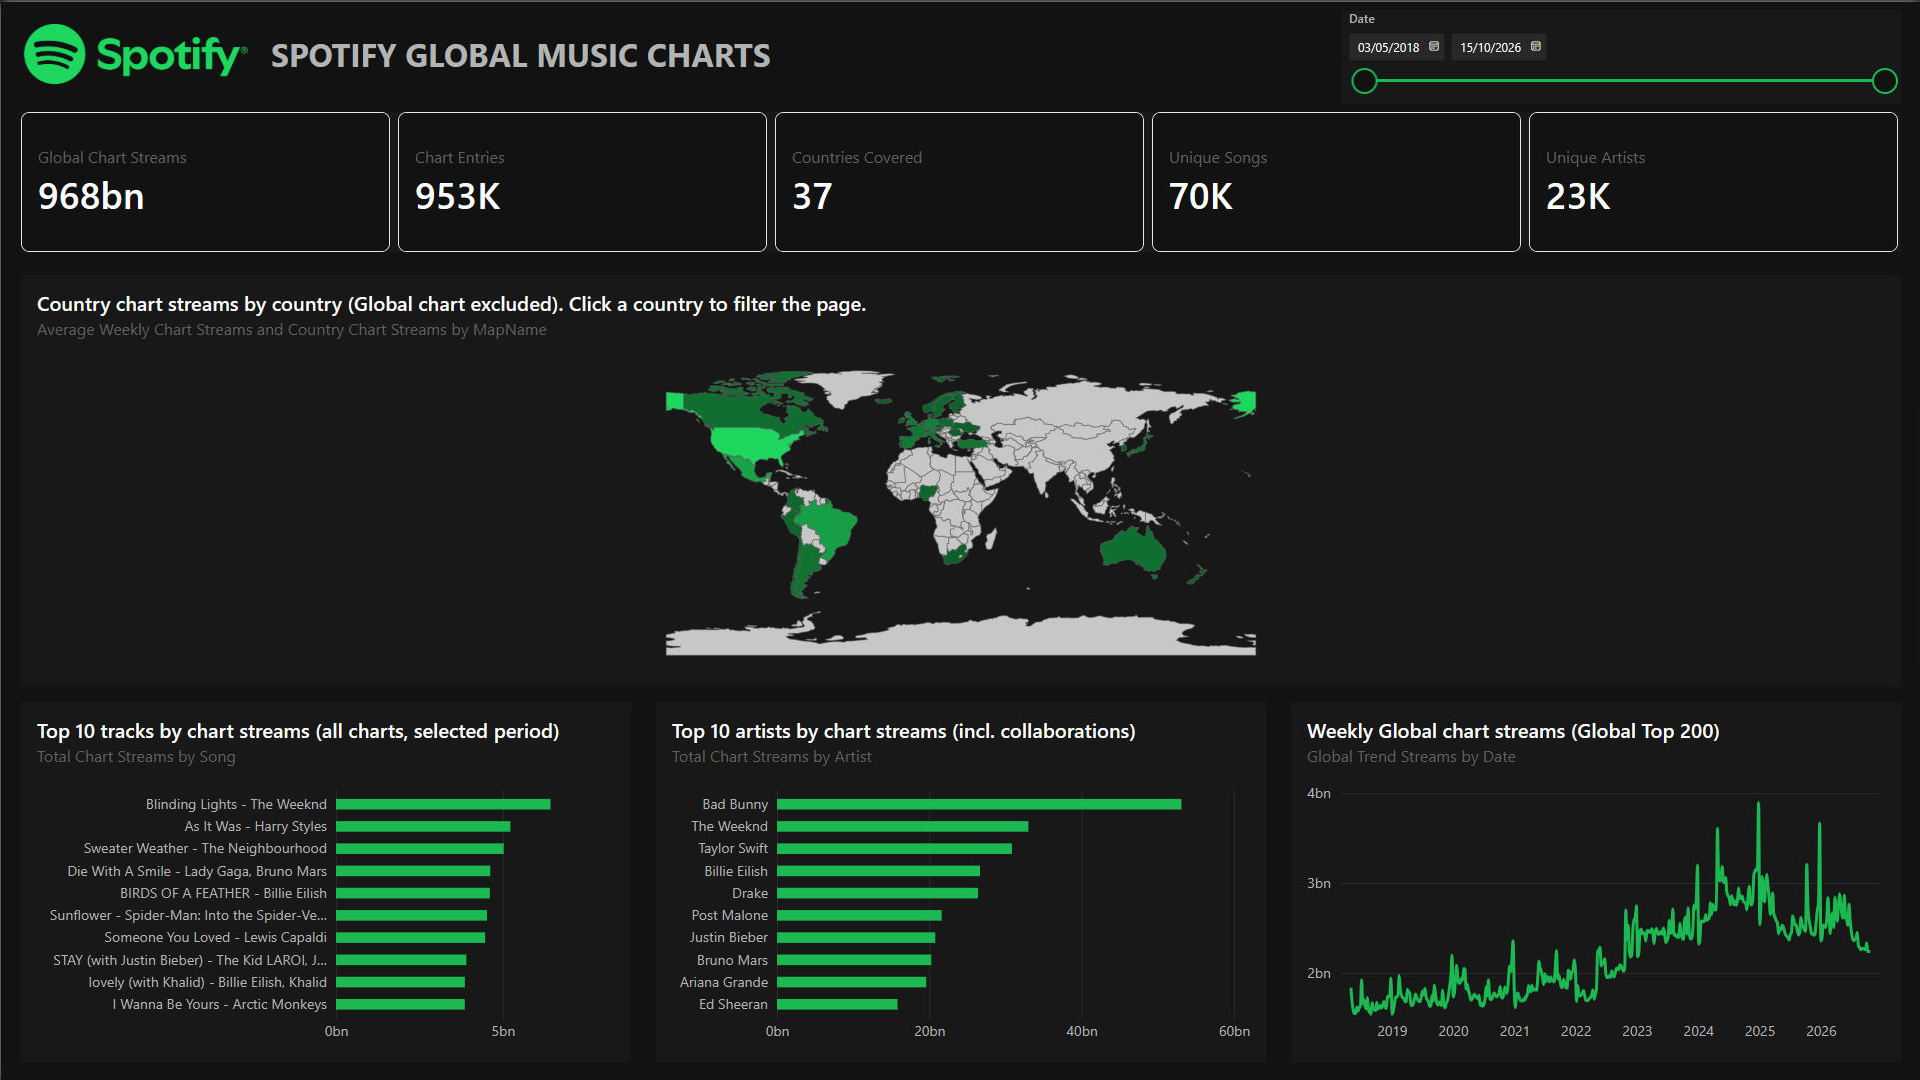 Spotify®
SPOTIFY GLOBAL MUSIC CHARTS
Date
03/05/2018
15/10/2026
Global Chart Streams
968bn
Chart Entries
953K
Countries Covered
37
Unique Songs
70K
Unique Artists
23K
Country chart streams by country (Global chart excluded). Click a country to filter the page.
Average Weekly Chart Streams and Country Chart Streams by MapName
Top 10 tracks by chart streams (all charts, selected period)
Total Chart Streams by Song
Blinding Lights - The Weeknd
As It Was - Harry Styles
Sweater Weather - The Neighbourhood
Die With A Smile - Lady Gaga, Bruno Mars
BIRDS OF A FEATHER - Billie Eilish
Sunflower - Spider-Man: Into the Spider-Ve...
Someone You Loved - Lewis Capaldi
STAY (with Justin Bieber) - The Kid LAROI, J...
lovely (with Khalid) - Billie Eilish, Khalid
I Wanna Be Yours - Arctic Monkeys
0bn 5bn
Top 10 artists by chart streams (incl. collaborations)
Total Chart Streams by Artist
Bad Bunny
The Weeknd
Taylor Swift
Billie Eilish
Drake
Post Malone
Justin Bieber
Bruno Mars
Ariana Grande
Ed Sheeran
0bn 20bn 40bn 60bn
Weekly Global chart streams (Global Top 200)
Global Trend Streams by Date
4bn
3bn
2bn
2019 2020 2021 2022 2023 2024 2025 2026